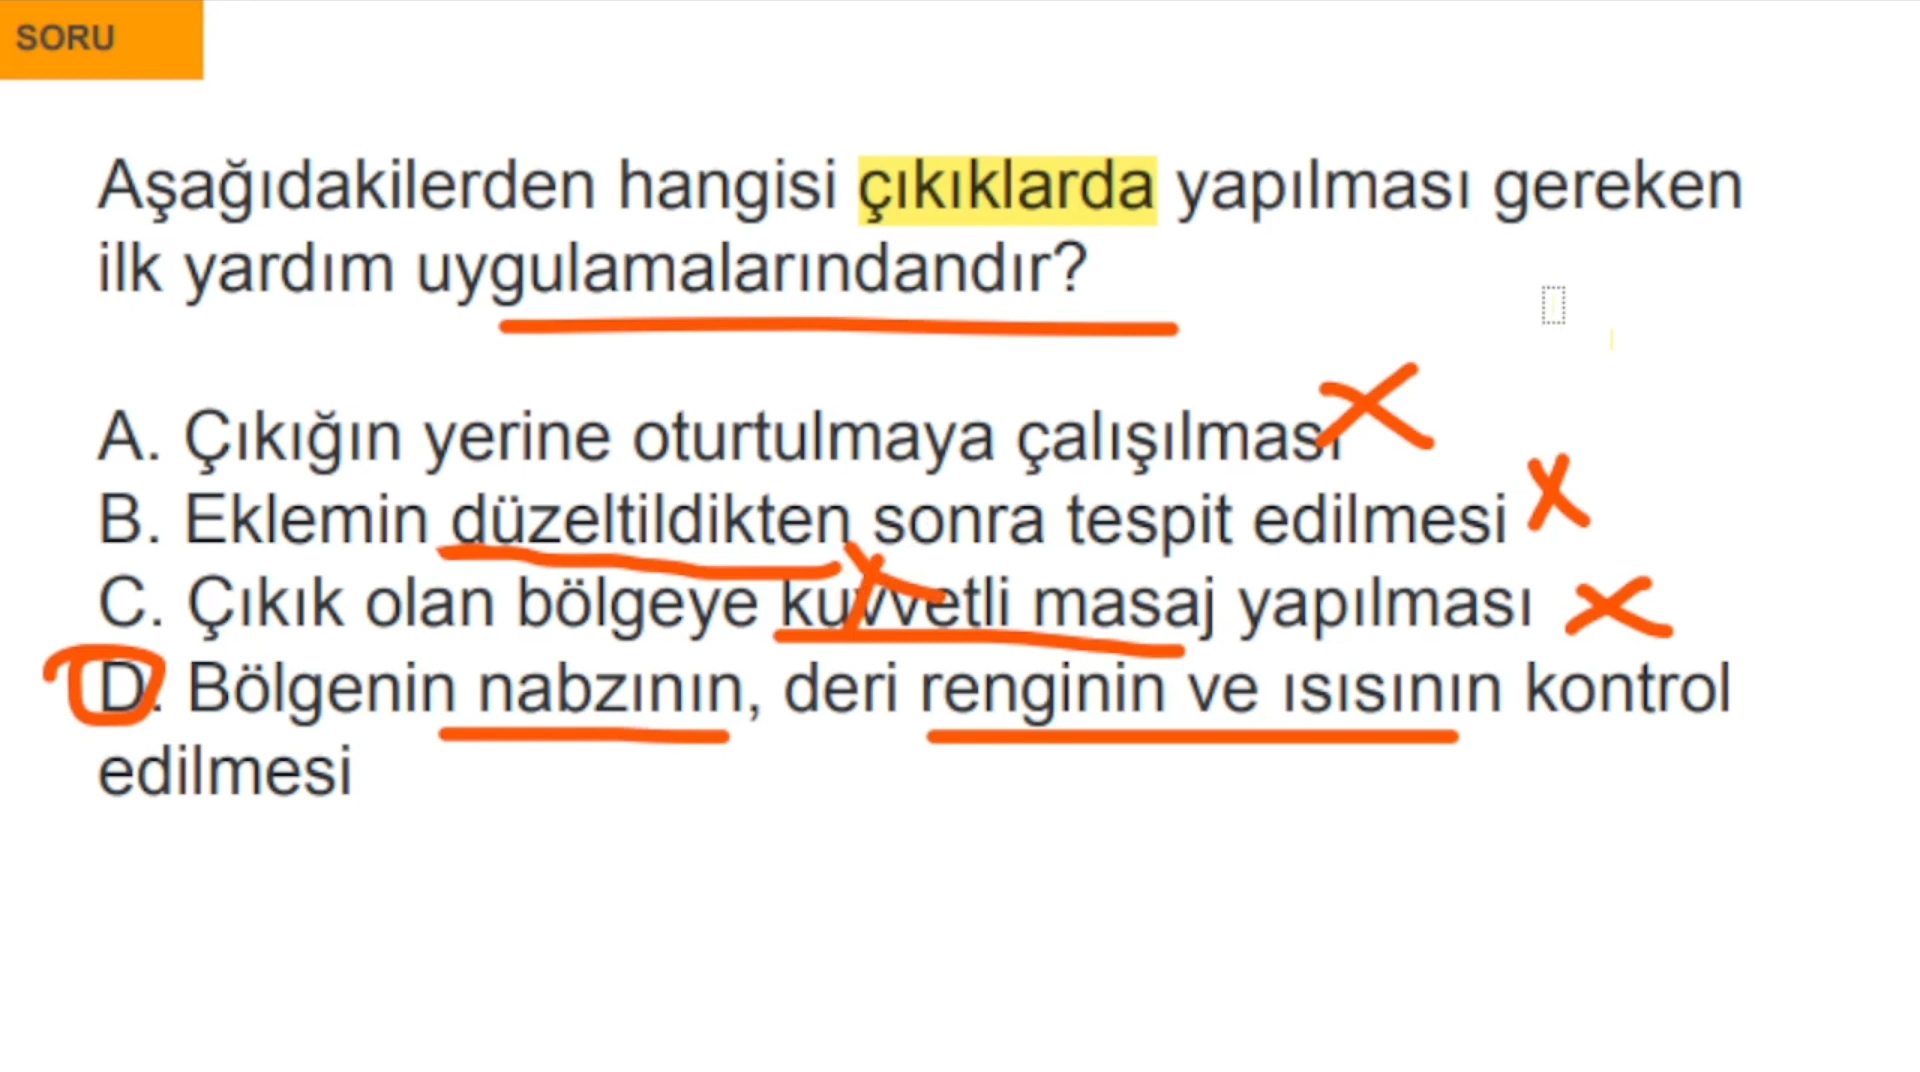 SORU
Aşağıdakilerden hangisi çıkıklarda yapılması gereken
ilk yardım uygulamalarındandır?
A. Çıkığın yerine oturtulmaya çalışılması
B. Eklemin düzeltildikten sonra tespit edilmesi
C. Çıkık olan bölgeye kuvvetli masaj yapılması
D. Bölgenin nabzının, deri renginin ve ısısının kontrol
edilmesi